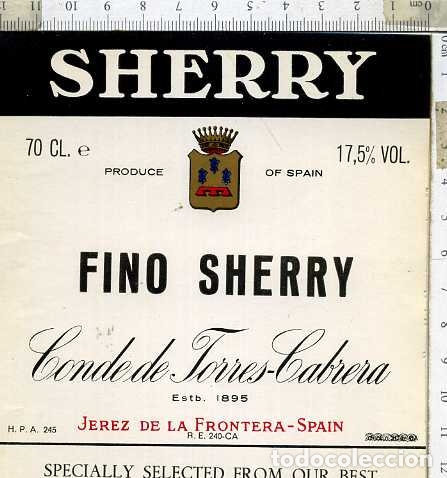 SHERRY
70 CL. e
17,5% VOL.
PRODUCE OF SPAIN
FINO SHERRY
Conde de Torres-Cabrera
Estb. 1895
JEREZ DE LA FRONTERA-SPAIN
H. P. A. 245
R. E. 240-CA
SPECIALLY SELECTED FROM OUR BEST
todocoleccion